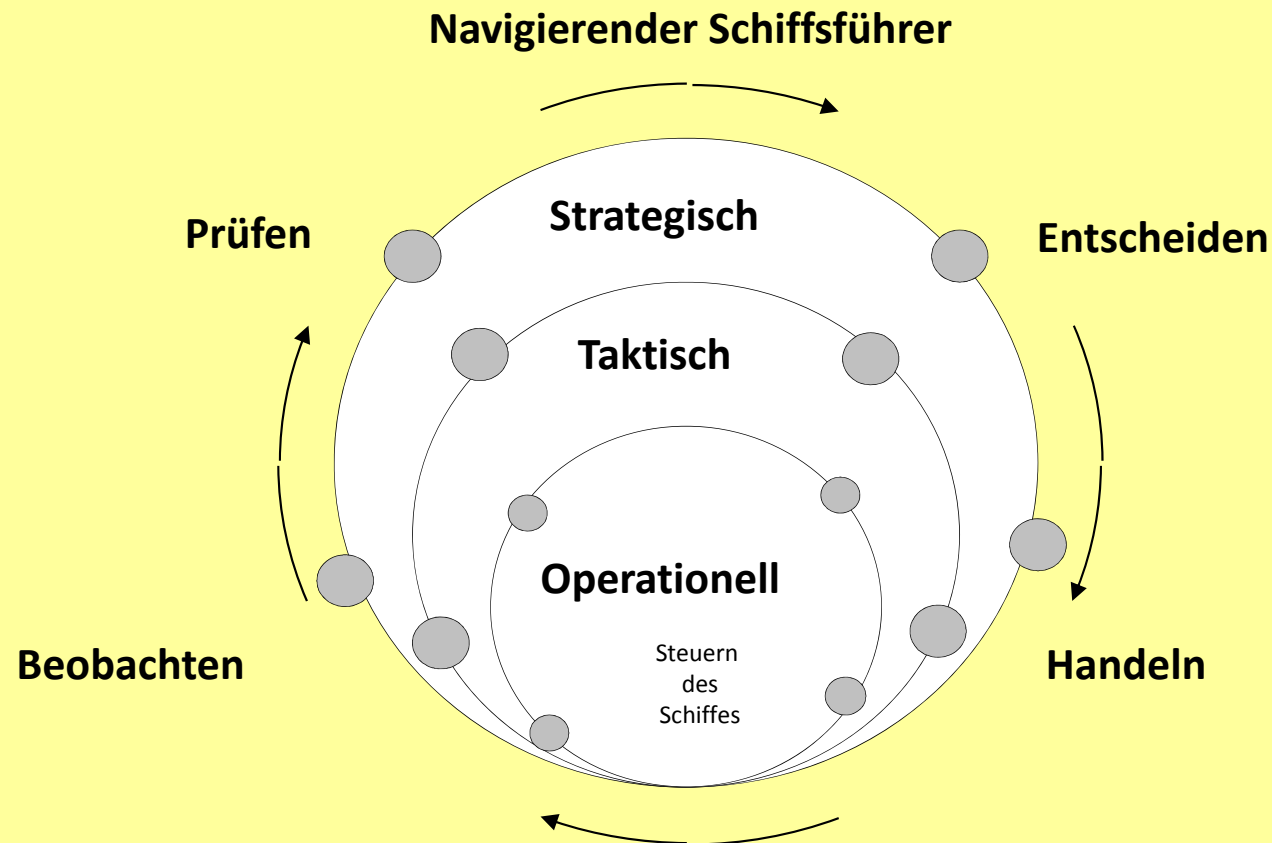 Navigierender Schiffsführer
Strategisch
Prüfen
Entscheiden
Taktisch
Operationell
Steuern
des
Schiffes
Beobachten
Handeln